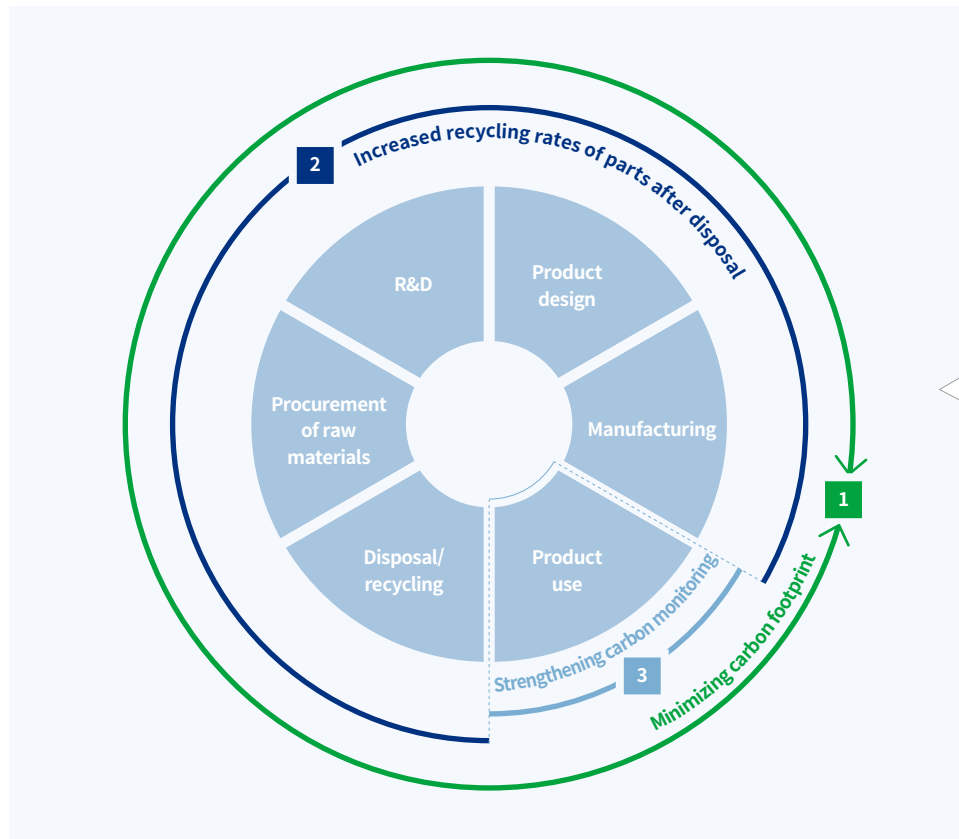 2
Increased recycling rates of parts after disposal
R&D
Product
design
Procurement
of raw
materials
Manufacturing
1
Disposal/
recycling
Product
use
Strengthening carbon monitoring
3
Minimizing carbon footprint